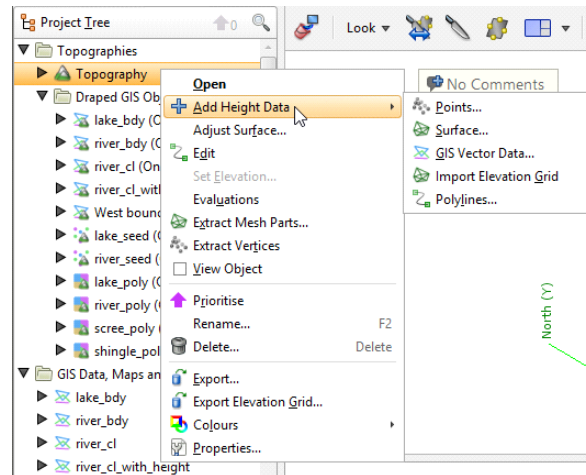 Project Tree
0
Look
Topographies
Topography
Draped GIS Ob
lake_bdy (O
river_bdy (O
river_cl (On
river_cl_with
West bounc
lake_seed (O
river_seed (
lake_poly (O
river_poly (O
scree_poly (
shingle_pol
GIS Data, Maps an
lake_bdy
river_bdy
river_cl
river_cl_with_height
Open
Add Height Data
Adjust Surface...
Edit
Set Elevation...
Evaluations
Extract Mesh Parts...
Extract Vertices
View Object
Prioritise
Rename... F2
Delete... Delete
Export...
Export Elevation Grid...
Colours
Properties...
No Comments
Points...
Surface...
GIS Vector Data...
Import Elevation Grid
Polylines...
North (Y)